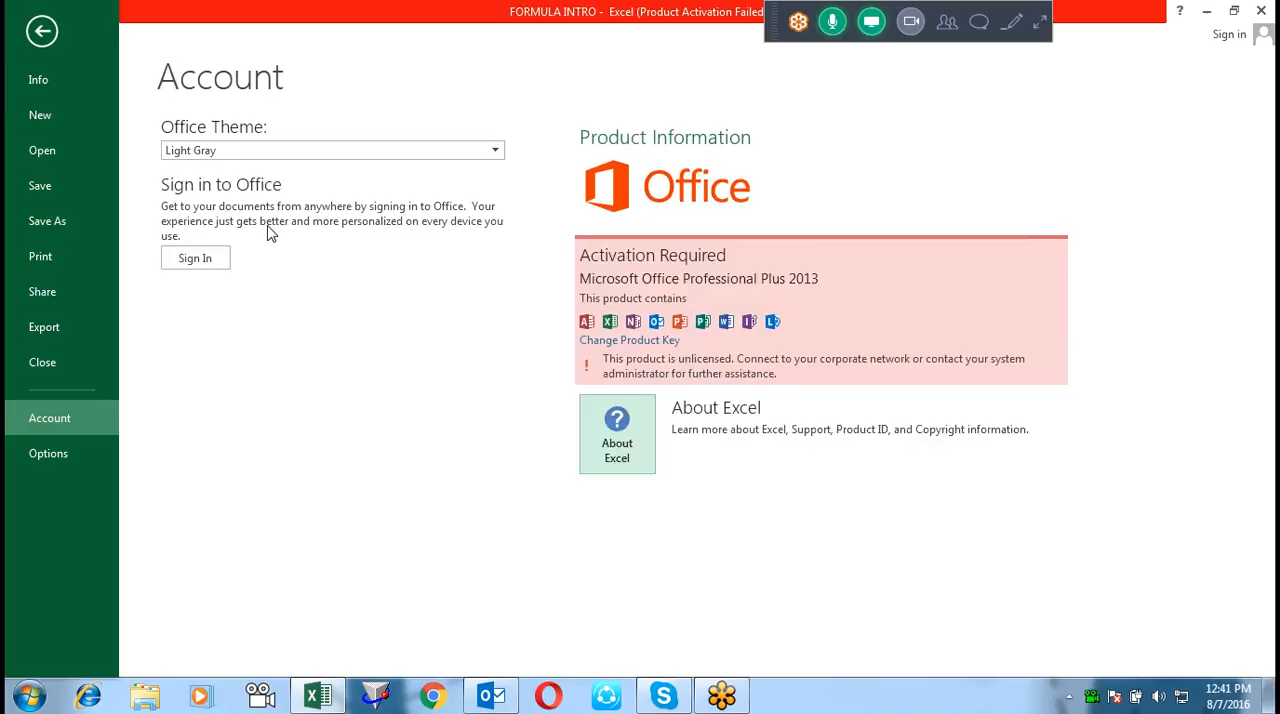 FORMULA INTRO - Excel (Product Activation Failed
?
Sign in
Info
New
Open
Save
Save As
Print
Share
Export
Close
Account
Options
Account
Office Theme:
Light Gray
Sign in to Office
Get to your documents from anywhere by signing in to Office. Your
experience just gets better and more personalized on every device you
use.
Sign In
Product Information
Office
Activation Required
Microsoft Office Professional Plus 2013
This product contains
Change Product Key
! This product is unlicensed. Connect to your corporate network or contact your system
administrator for further assistance.
?
About
Excel
About Excel
Learn more about Excel, Support, Product ID, and Copyright information.
12:41 PM
8/7/2016